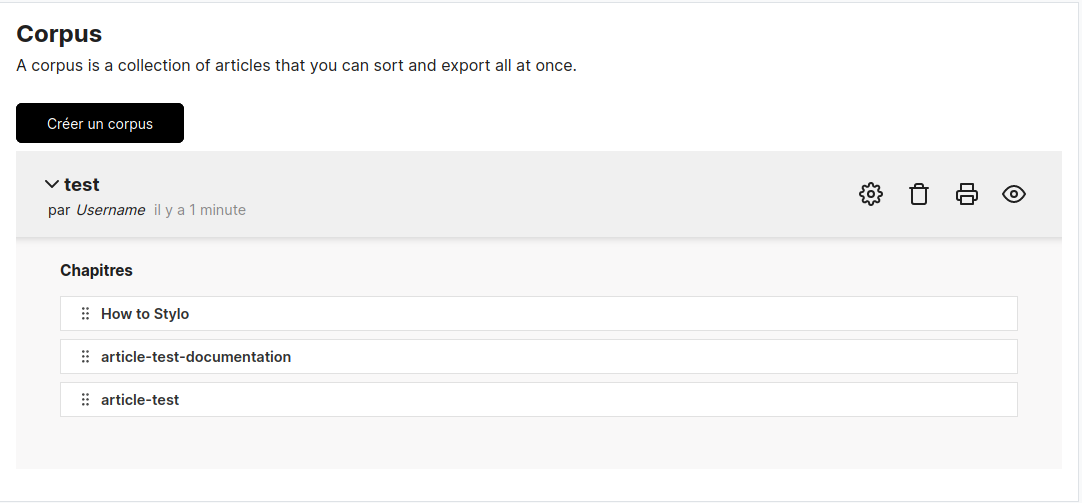 Corpus
A corpus is a collection of articles that you can sort and export all at once.
Créer un corpus
test
par Username il y a 1 minute
Chapitres
How to Stylo
article-test-documentation
article-test